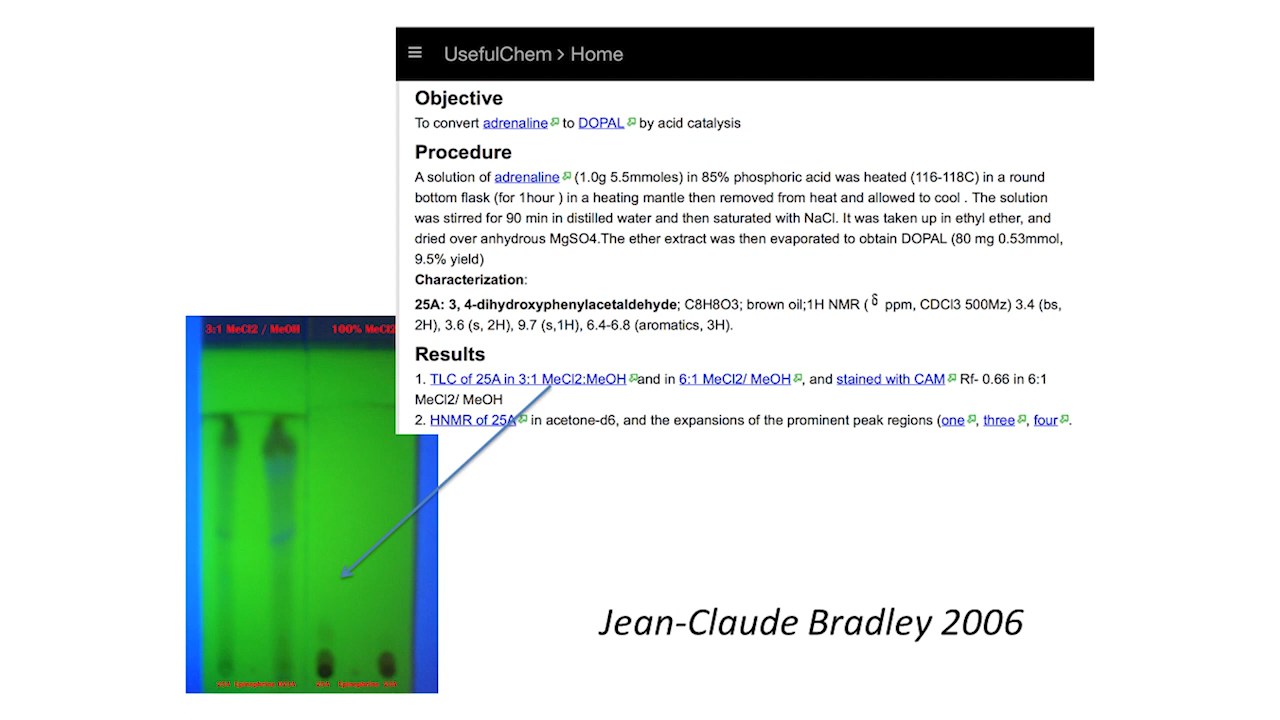 UsefulChem > Home
Objective
To convert adrenaline to DOPAL by acid catalysis
Procedure
A solution of adrenaline (1.0g 5.5mmoles) in 85% phosphoric acid was heated (116-118C) in a round
bottom flask (for 1hour ) in a heating mantle then removed from heat and allowed to cool . The solution
was stirred for 90 min in distilled water and then saturated with NaCl. It was taken up in ethyl ether, and
dried over anhydrous MgSO4.The ether extract was then evaporated to obtain DOPAL (80 mg 0.53mmol,
9.5% yield)
Characterization:
25A: 3, 4-dihydroxyphenylacetaldehyde; C8H8O3; brown oil;1H NMR ( δ ppm, CDCl3 500Mz) 3.4 (bs,
2H), 3.6 (s, 2H), 9.7 (s,1H), 6.4-6.8 (aromatics, 3H).
Results
1. TLC of 25A in 3:1 MeCl2:MeOH and in 6:1 MeCl2/ MeOH, and stained with CAM Rf- 0.66 in 6:1
MeCl2/ MeOH
2. HNMR of 25A in acetone-d6, and the expansions of the prominent peak regions (one, three, four.
3:1 MeCl2 / MeOH 100% MeCl2
Jean-Claude Bradley 2006